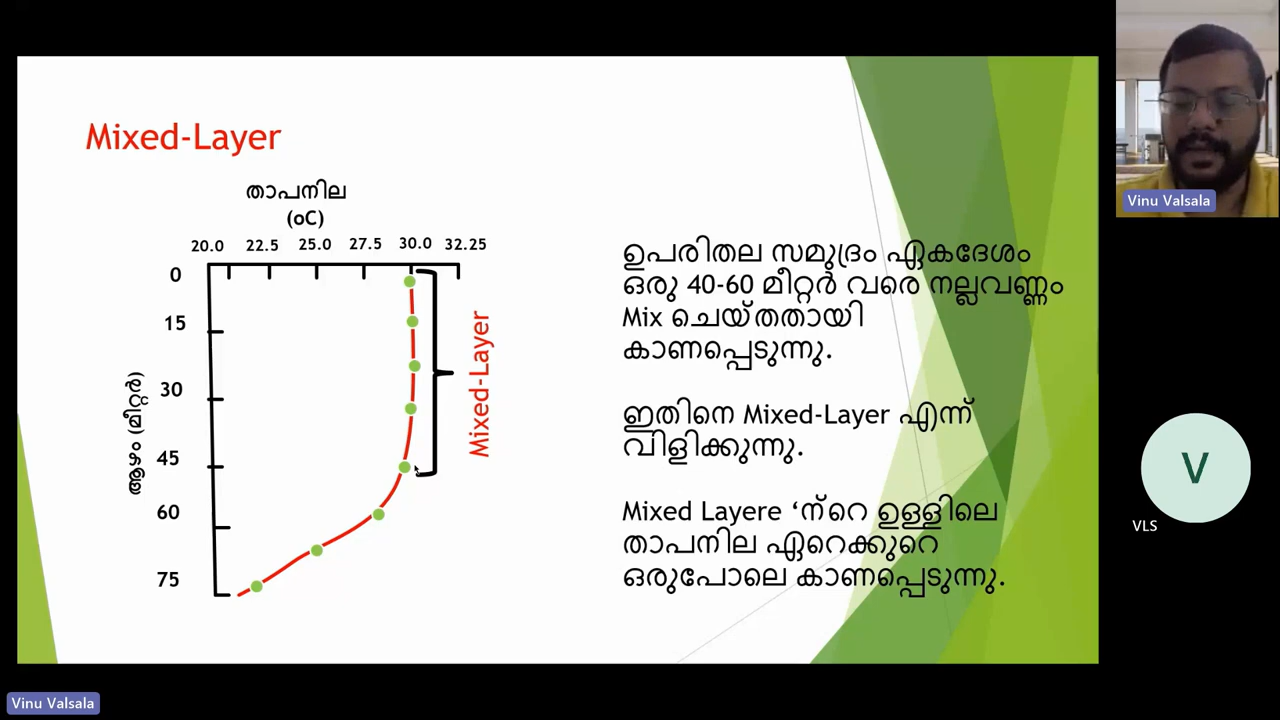 Mixed-Layer
താപനില
(oC)
20.0 22.5 25.0 27.5 30.0 32.25
0
15
30
45
60
75
ആഴം (മീറ്റർ)
Mixed-Layer
ഉപരിതല സമുദ്രം ഏകദേശം
ഒരു 40-60 മീറ്റർ വരെ നല്ലവണ്ണം
Mix ചെയ്തതായി
കാണപ്പെടുന്നു.
ഇതിനെ Mixed-Layer എന്ന്
വിളിക്കുന്നു.
Mixed Layere ‘ന്റെ ഉള്ളിലെ
താപനില ഏറെക്കുറെ
ഒരുപോലെ കാണപ്പെടുന്നു.
Vinu Valsala
V
VLS
Vinu Valsala